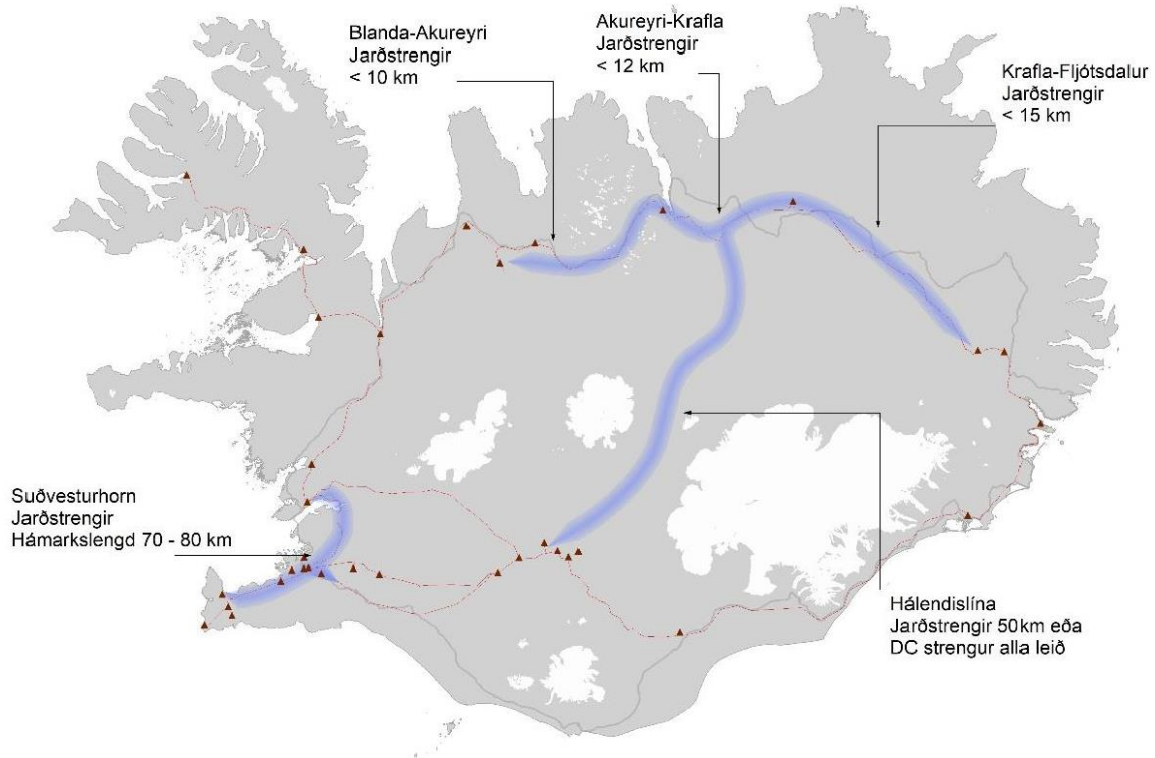 Blanda-Akureyri
Jarðstrengir
< 10 km
Akureyri-Krafla
Jarðstrengir
< 12 km
Krafla-Fljótsdalur
Jarðstrengir
< 15 km
Suðvesturhorn
Jarðstrengir
Hámarkslengd 70 - 80 km
Hálendislína
Jarðstrengir 50km eða
DC strengur alla leið